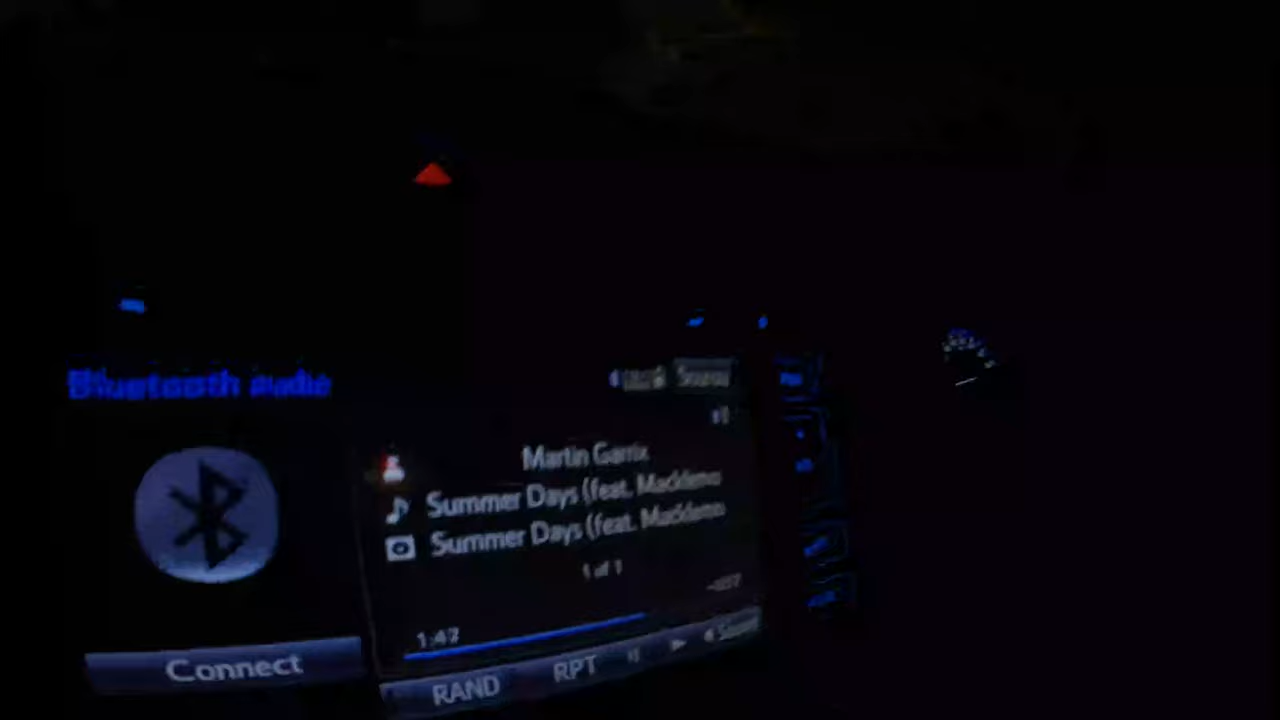 Bluetooth audio
Martin Garrix
Summer Days (feat. Macklemo
Summer Days (feat. Macklemo
1 of 1
1:42
Connect
RAND
RPT